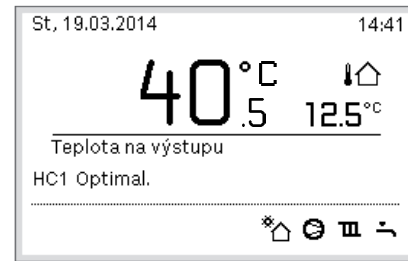 St, 19.03.2014 14:41
40.5 °C 12.5°C
Teplota na výstupu
HC1 Optimal.